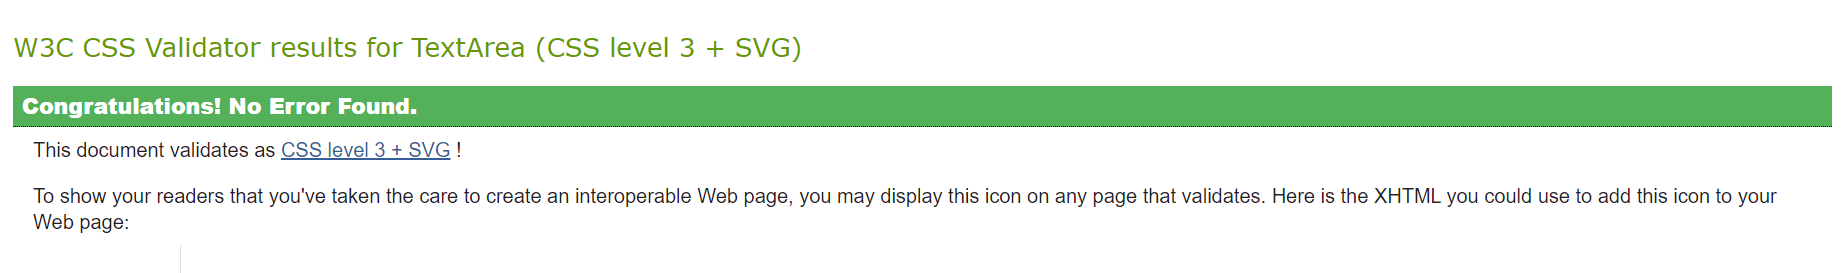 W3C CSS Validator results for TextArea (CSS level 3 + SVG)
Congratulations! No Error Found.
This document validates as CSS level 3 + SVG !
To show your readers that you've taken the care to create an interoperable Web page, you may display this icon on any page that validates. Here is the XHTML you could use to add this icon to your
Web page: